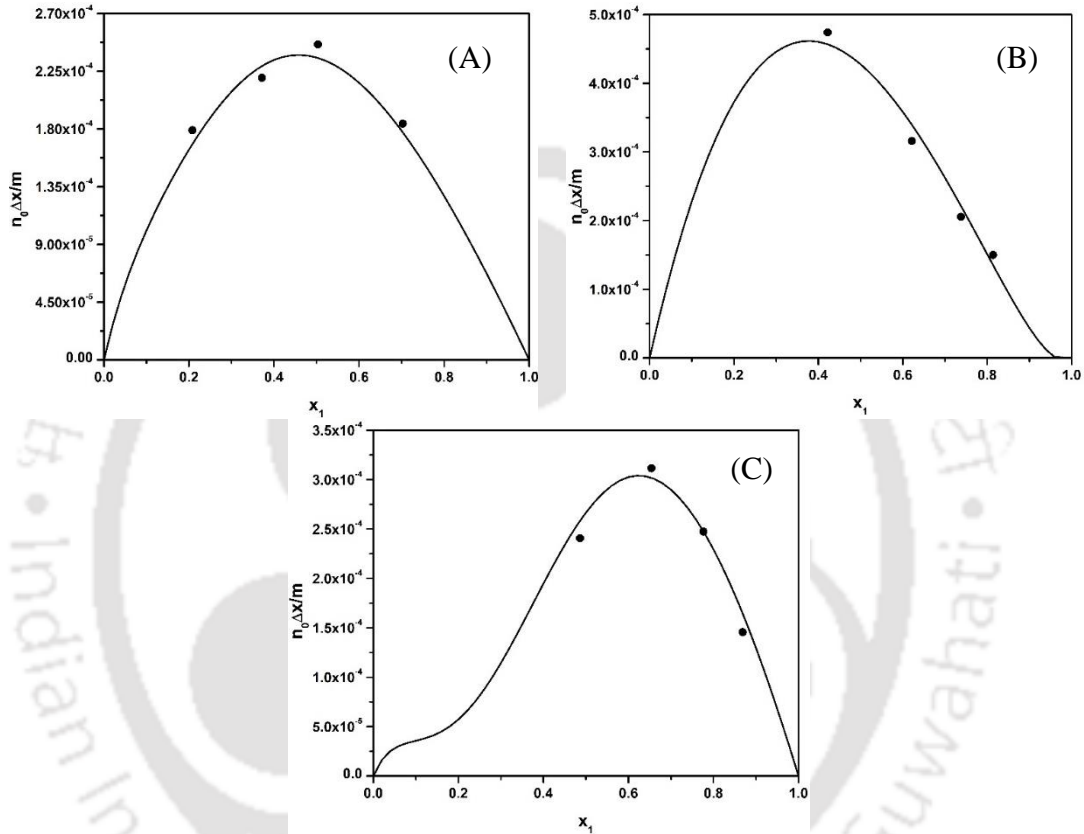 (A)
n₀Δx/m
2.70x10⁻⁴
2.25x10⁻⁴
1.80x10⁻⁴
1.35x10⁻⁴
9.00x10⁻⁵
4.50x10⁻⁵
0.00
0.0 0.2 0.4 0.6 0.8 1.0
x₁
(B)
n₀Δx/m
5.0x10⁻⁴
4.0x10⁻⁴
3.0x10⁻⁴
2.0x10⁻⁴
1.0x10⁻⁴
0.0
0.0 0.2 0.4 0.6 0.8 1.0
x₁
(C)
n₀Δx/m
3.5x10⁻⁴
3.0x10⁻⁴
2.5x10⁻⁴
2.0x10⁻⁴
1.5x10⁻⁴
1.0x10⁻⁴
5.0x10⁻⁵
0.0
0.0 0.2 0.4 0.6 0.8 1.0
x₁
Indian In
Guwahati